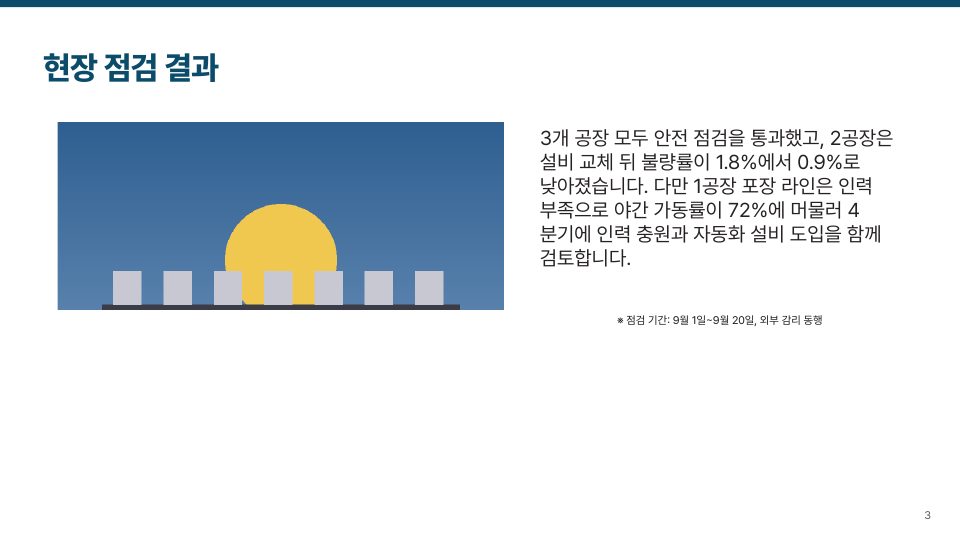 현장 점검 결과
3개 공장 모두 안전 점검을 통과했고, 2공장은
설비 교체 뒤 불량률이 1.8%에서 0.9%로
낮아졌습니다. 다만 1공장 포장 라인은 인력
부족으로 야간 가동률이 72%에 머물러 4
분기에 인력 충원과 자동화 설비 도입을 함께
검토합니다.
※ 점검 기간: 9월 1일~9월 20일, 외부 감리 동행
3